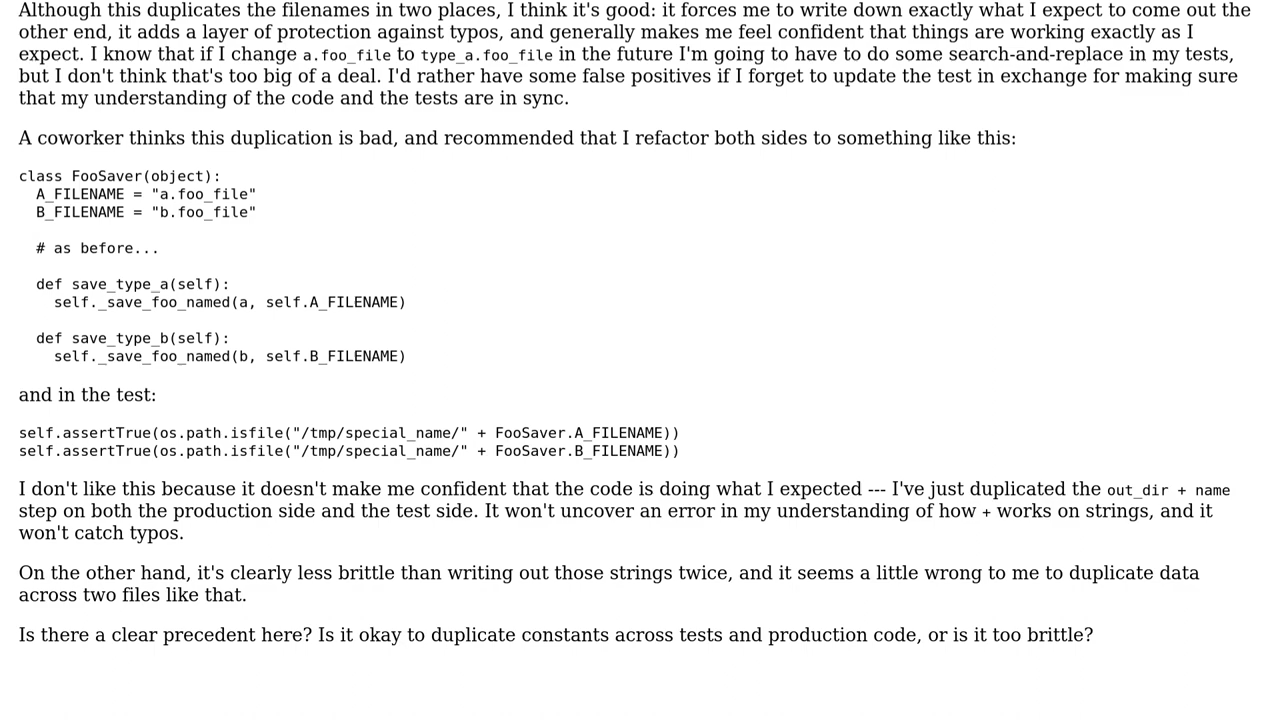 Although this duplicates the filenames in two places, I think it's good: it forces me to write down exactly what I expect to come out the
other end, it adds a layer of protection against typos, and generally makes me feel confident that things are working exactly as I
expect. I know that if I change a.foo_file to type_a.foo_file in the future I'm going to have to do some search-and-replace in my tests,
but I don't think that's too big of a deal. I'd rather have some false positives if I forget to update the test in exchange for making sure
that my understanding of the code and the tests are in sync.
A coworker thinks this duplication is bad, and recommended that I refactor both sides to something like this:
class FooSaver(object):
  A_FILENAME = "a.foo_file"
  B_FILENAME = "b.foo_file"
  # as before...
  def save_type_a(self):
    self._save_foo_named(a, self.A_FILENAME)
  def save_type_b(self):
    self._save_foo_named(b, self.B_FILENAME)
and in the test:
self.assertTrue(os.path.isfile("/tmp/special_name/" + FooSaver.A_FILENAME))
self.assertTrue(os.path.isfile("/tmp/special_name/" + FooSaver.B_FILENAME))
I don't like this because it doesn't make me confident that the code is doing what I expected --- I've just duplicated the out_dir + name
step on both the production side and the test side. It won't uncover an error in my understanding of how + works on strings, and it
won't catch typos.
On the other hand, it's clearly less brittle than writing out those strings twice, and it seems a little wrong to me to duplicate data
across two files like that.
Is there a clear precedent here? Is it okay to duplicate constants across tests and production code, or is it too brittle?